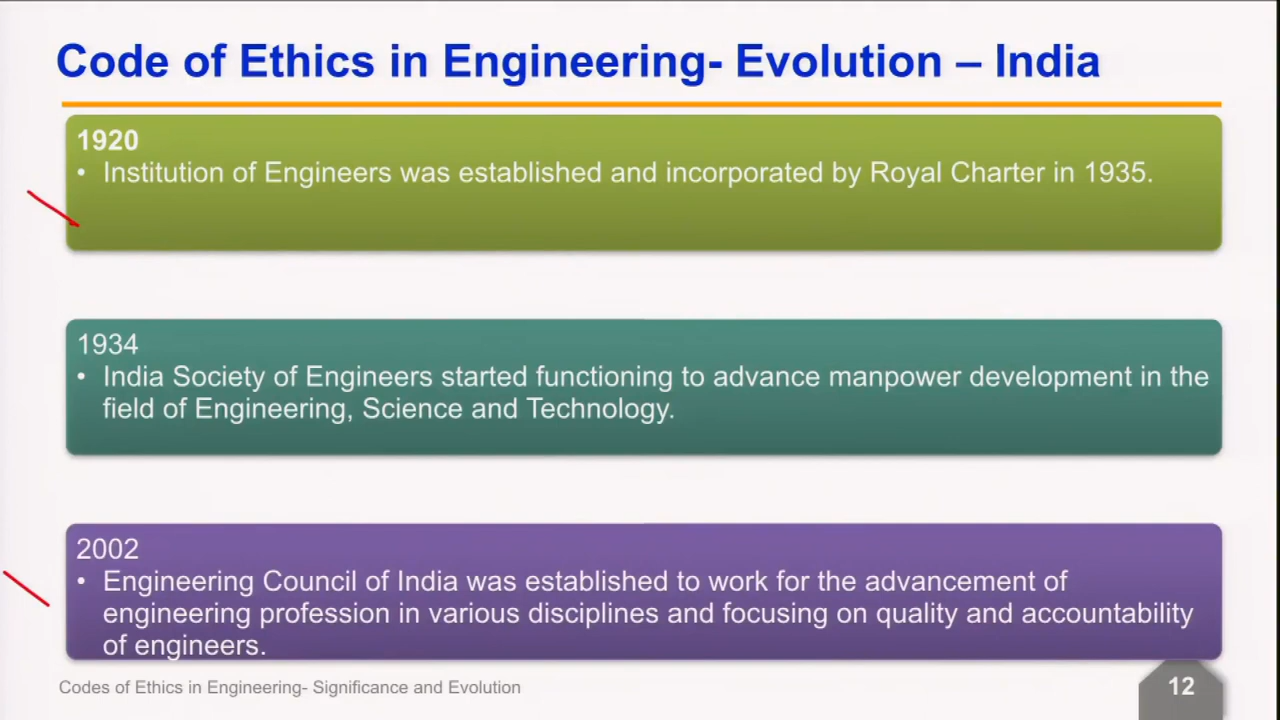 Code of Ethics in Engineering- Evolution – India
1920
• Institution of Engineers was established and incorporated by Royal Charter in 1935.
1934
• India Society of Engineers started functioning to advance manpower development in the
field of Engineering, Science and Technology.
2002
• Engineering Council of India was established to work for the advancement of
engineering profession in various disciplines and focusing on quality and accountability
of engineers.
Codes of Ethics in Engineering- Significance and Evolution
12